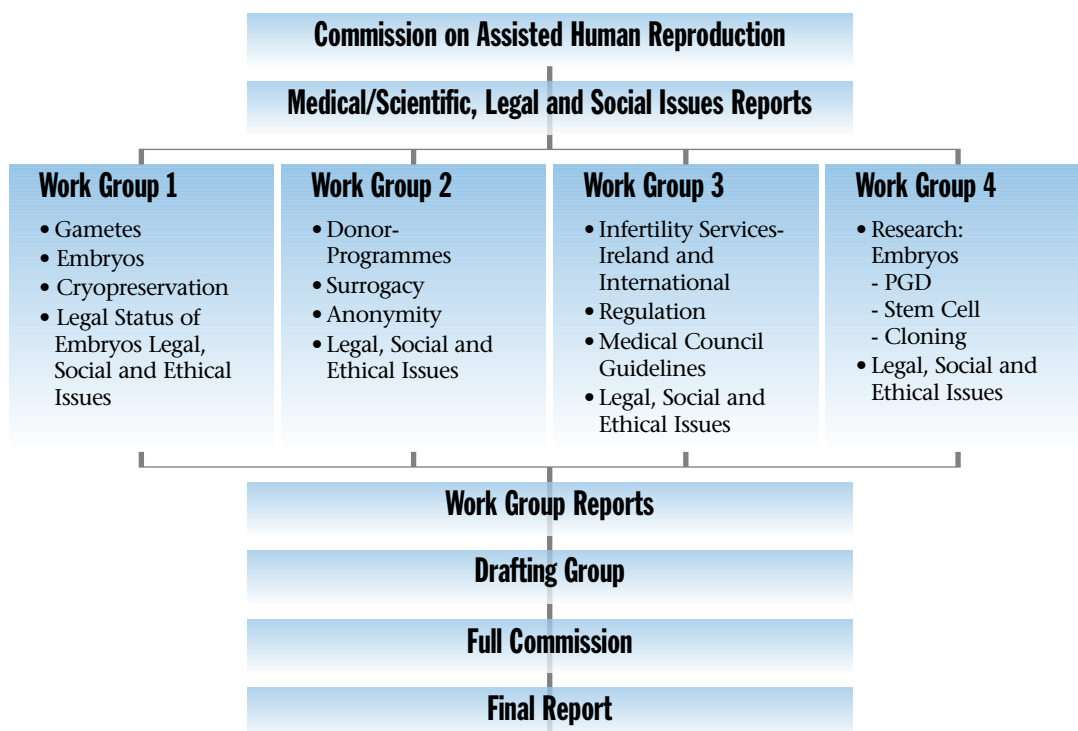 Commission on Assisted Human Reproduction
Medical/Scientific, Legal and Social Issues Reports
Work Group 1
• Gametes
• Embryos
• Cryopreservation
• Legal Status of
Embryos Legal,
Social and Ethical
Issues
Work Group 2
• Donor-
Programmes
• Surrogacy
• Anonymity
• Legal, Social and
Ethical Issues
Work Group 3
• Infertility Services-
Ireland and
International
• Regulation
• Medical Council
Guidelines
• Legal, Social and
Ethical Issues
Work Group 4
• Research:
Embryos
- PGD
- Stem Cell
- Cloning
• Legal, Social and
Ethical Issues
Work Group Reports
Drafting Group
Full Commission
Final Report